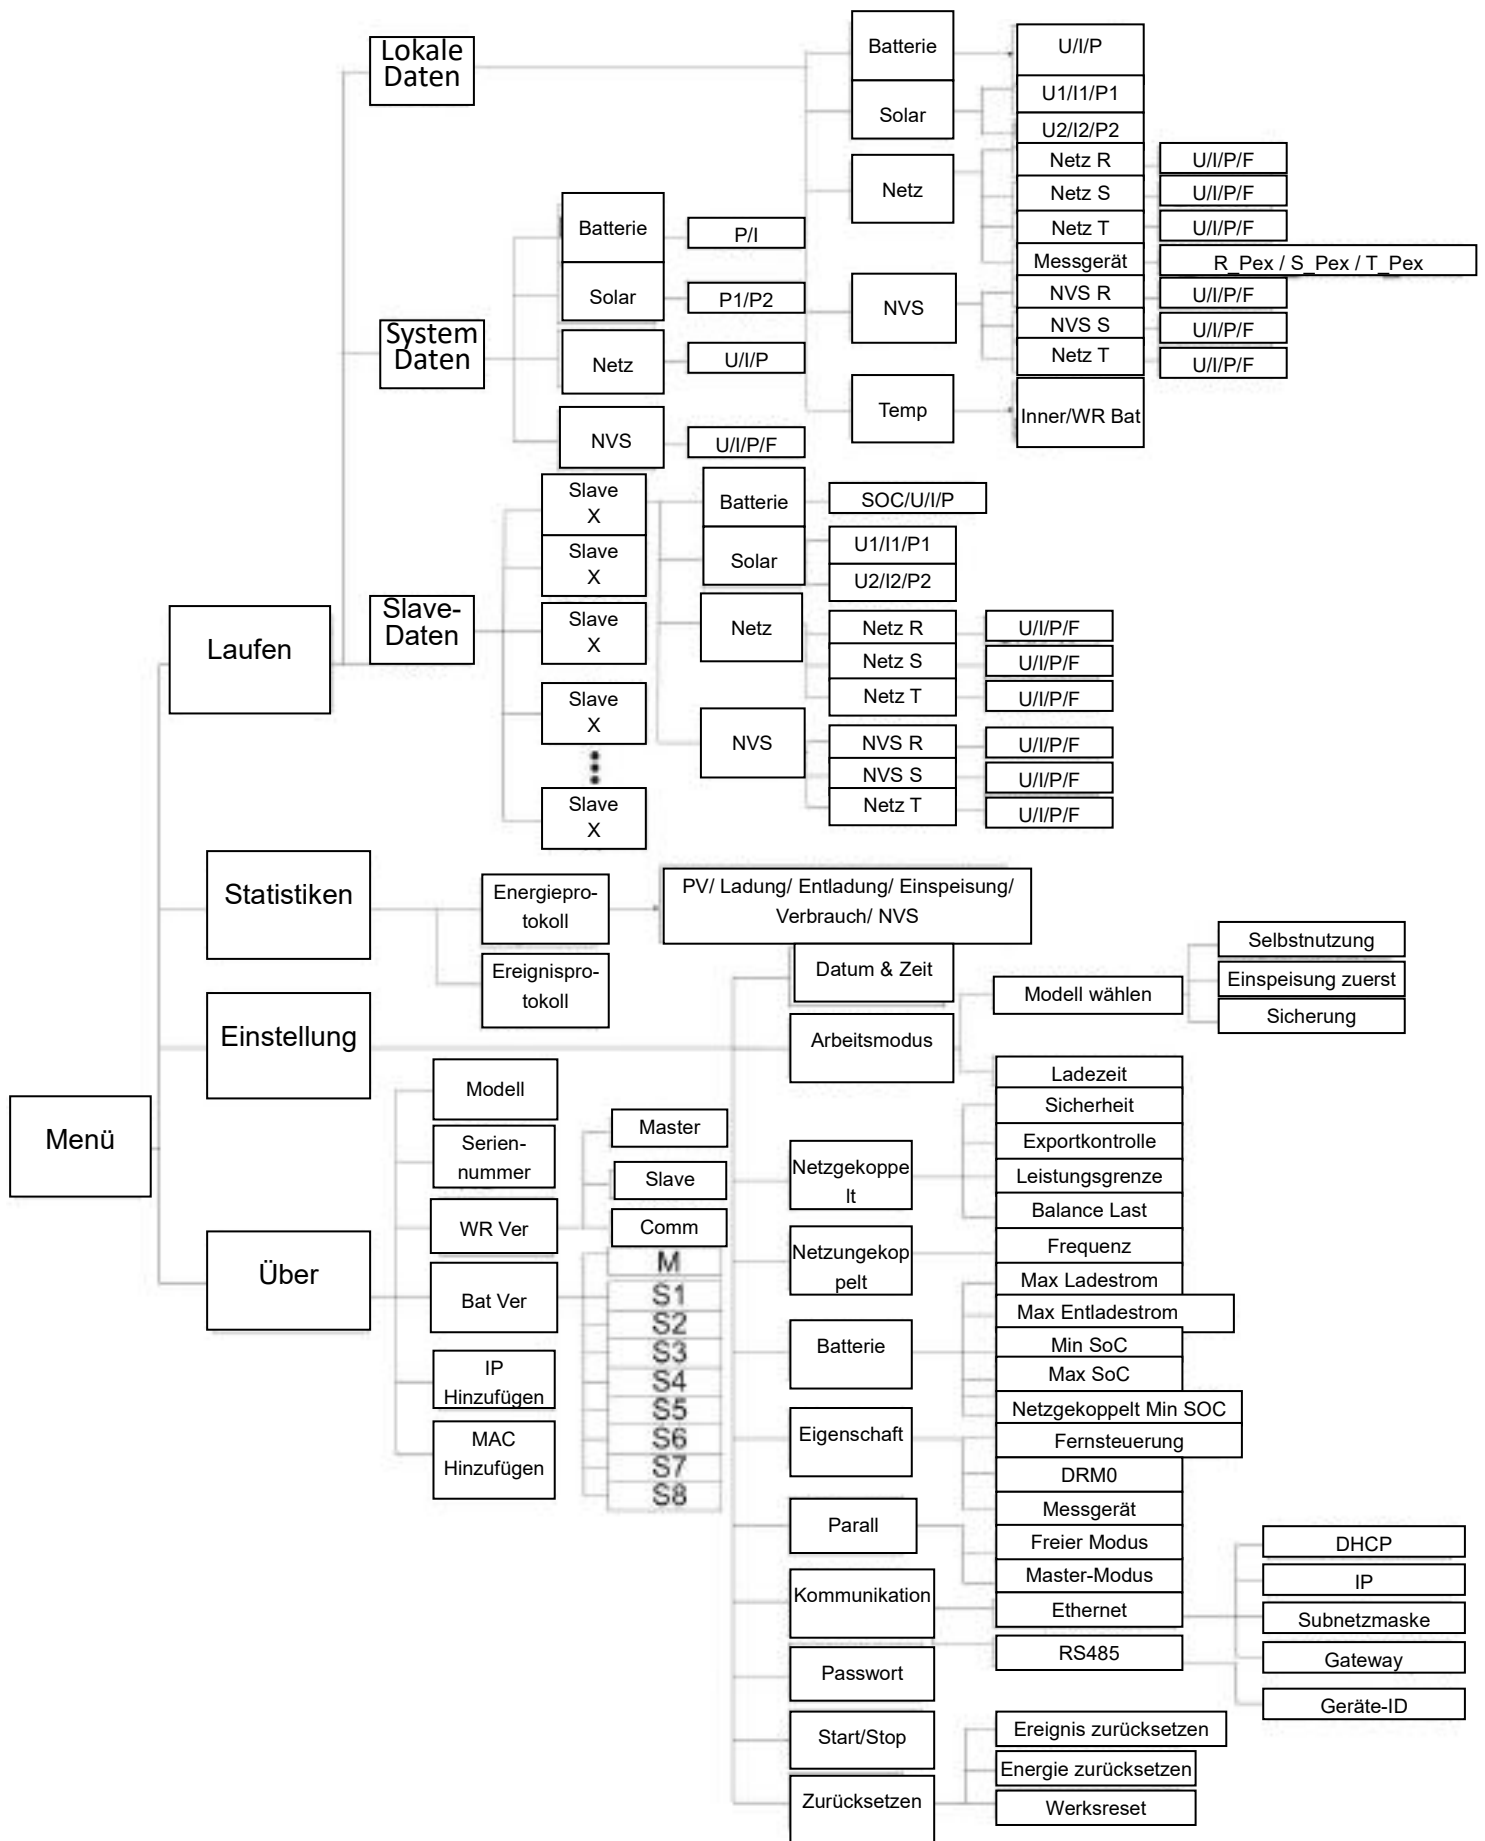 Menü
Laufen
Lokale
Daten
Batterie
U/I/P
Solar
U1/I1/P1
U2/I2/P2
Netz
Netz R
U/I/P/F
Netz S
U/I/P/F
Netz T
U/I/P/F
Messgerät
R_Pex / S_Pex / T_Pex
NVS
NVS R
U/I/P/F
NVS S
U/I/P/F
Netz T
U/I/P/F
Temp
Inner/WR Bat
System
Daten
Batterie
P/I
Solar
P1/P2
Netz
U/I/P
NVS
U/I/P/F
Slave-
Daten
Slave
X
Slave
X
Slave
X
Slave
X
Slave
X
Batterie
SOC/U/I/P
Solar
U1/I1/P1
U2/I2/P2
Netz
Netz R
U/I/P/F
Netz S
U/I/P/F
Netz T
U/I/P/F
NVS
NVS R
U/I/P/F
NVS S
U/I/P/F
Netz T
U/I/P/F
Statistiken
Energiepro-
tokoll
PV/ Ladung/ Entladung/ Einspeisung/
Verbrauch/ NVS
Ereignispro-
tokoll
Einstellung
Datum & Zeit
Arbeitsmodus
Modell wählen
Selbstnutzung
Einspeisung zuerst
Sicherung
Ladezeit
Netzgekoppe
lt
Sicherheit
Exportkontrolle
Leistungsgrenze
Balance Last
Netzungekop
pelt
Frequenz
Batterie
Max Ladestrom
Max Entladestrom
Min SoC
Max SoC
Netzgekoppelt Min SOC
Eigenschaft
Fernsteuerung
DRM0
Messgerät
Parall
Freier Modus
Master-Modus
Kommunikation
Ethernet
DHCP
IP
Subnetzmaske
Gateway
RS485
Geräte-ID
Passwort
Start/Stop
Zurücksetzen
Ereignis zurücksetzen
Energie zurücksetzen
Werksreset
Über
Modell
Serien-
nummer
WR Ver
Master
Slave
Comm
Bat Ver
M
S1
S2
S3
S4
S5
S6
S7
S8
IP
Hinzufügen
MAC
Hinzufügen